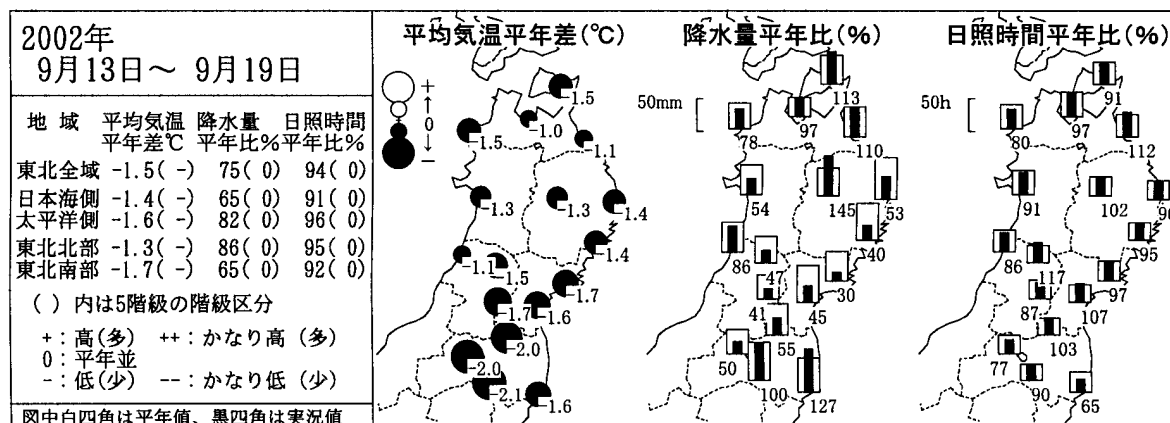 2002年
9月13日～ 9月19日
地 域 平均気温 降水量 日照時間
平年差℃ 平年比% 平年比%
東北全域 -1.5( -) 75( 0) 94( 0)
日本海側 -1.4( -) 65( 0) 91( 0)
太平洋側 -1.6( -) 82( 0) 96( 0)
東北北部 -1.3( -) 86( 0) 95( 0)
東北南部 -1.7( -) 65( 0) 92( 0)
( ) 内は5階級の階級区分
+：高(多) ++：かなり高 (多)
0：平年並
-：低(少) --：かなり低 (少)
図中白四角は平年値、黒四角は実況値
平均気温平年差(℃)
+
↑
0
↓
-
-1.5
-1.0
-1.5
-1.1
-1.3
-1.3
-1.4
-1.4
-1.1
-1.5
-1.7
-1.7
-1.6
-2.0
-2.0
-2.1
-1.6
降水量平年比(%)
50mm
113
78
97
110
54
145
53
86
40
47
30
41
45
55
50
100
127
日照時間平年比(%)
50h
91
80
97
112
91
102
86
95
117
97
87
107
103
77
90
65